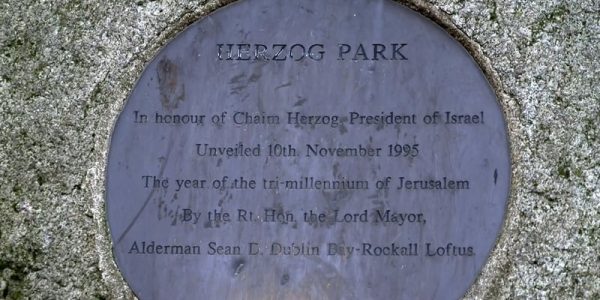 HERZOG PARK
In honour of Chaim Herzog, President of Israel
Unveiled 10th. November 1995
The year of the tri-millennium of Jerusalem
By the Rt. Hon. the Lord Mayor,
Alderman Sean D. Dublin Bay-Rockall Loftus.